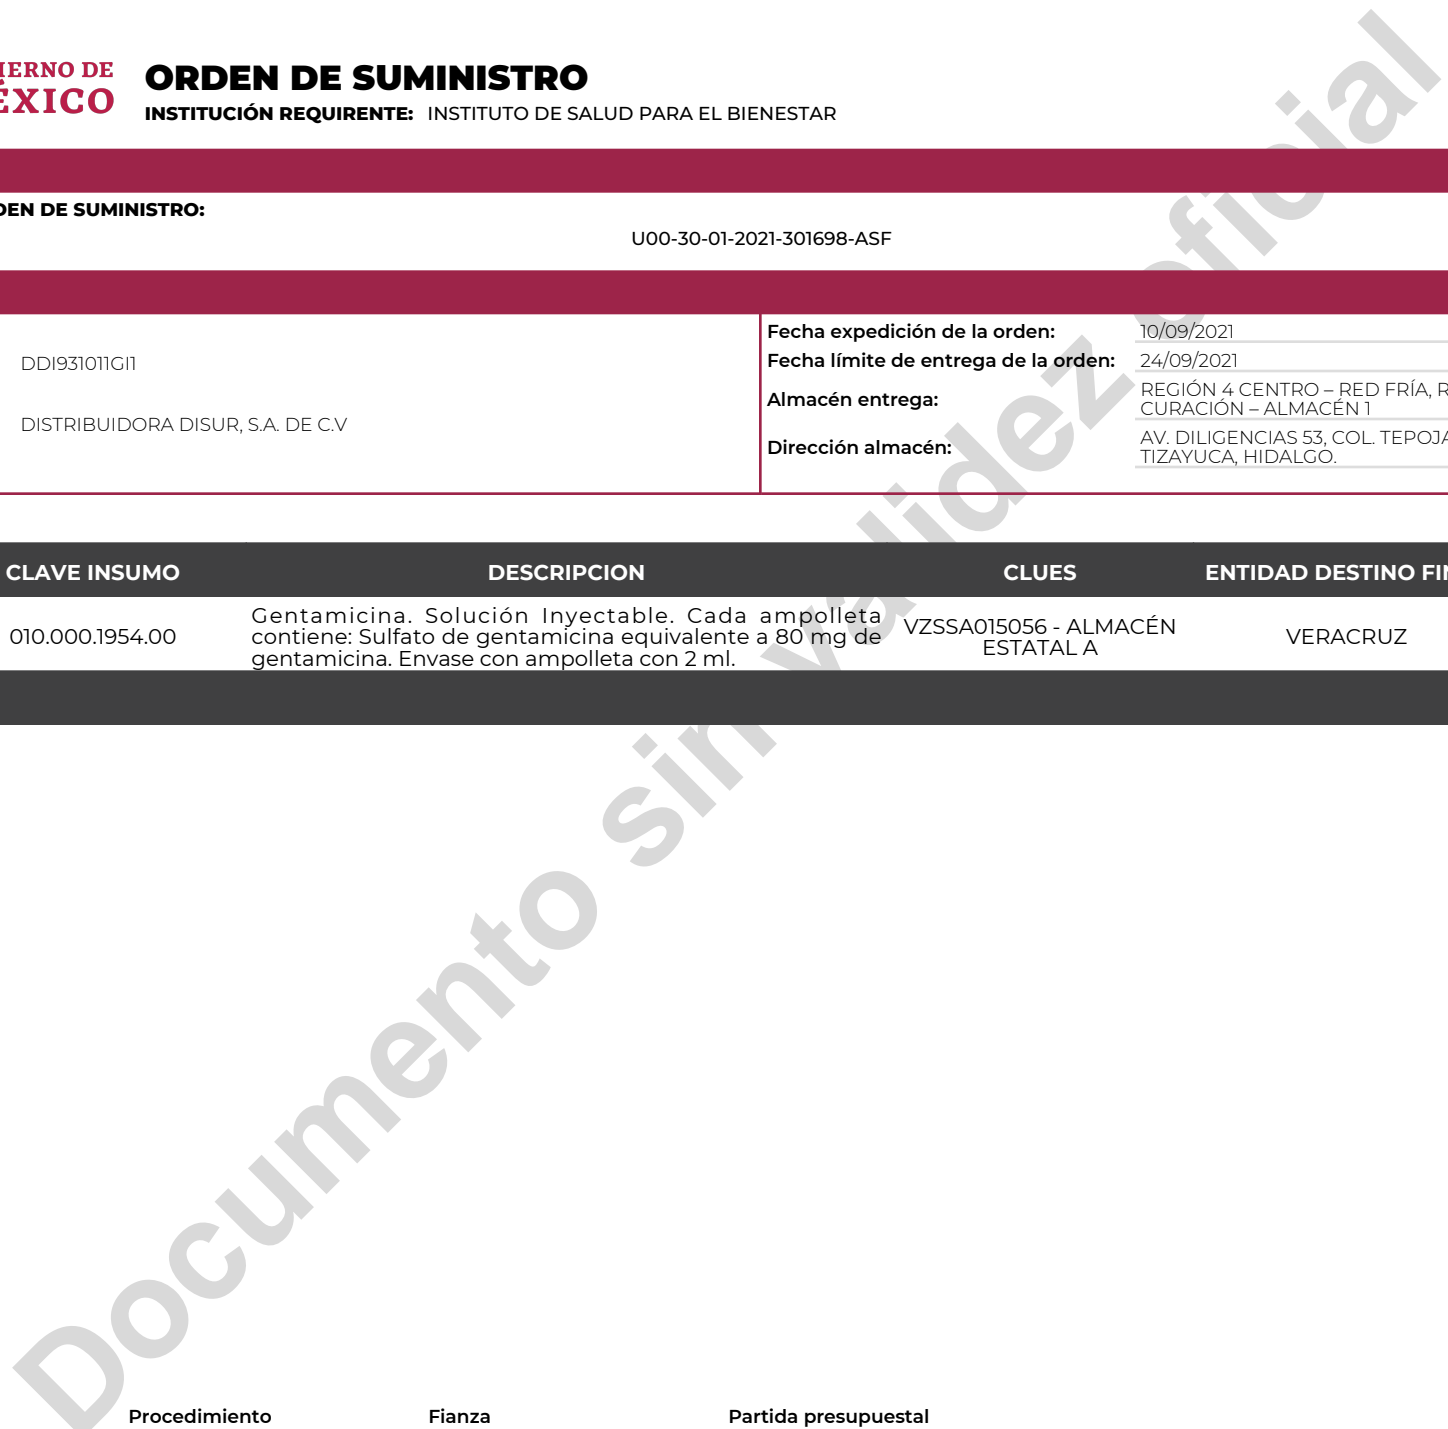 IERNO DE
ÉXICO
ORDEN DE SUMINISTRO
INSTITUCIÓN REQUIRENTE: INSTITUTO DE SALUD PARA EL BIENESTAR
DEN DE SUMINISTRO:
U00-30-01-2021-301698-ASF
DDI931011GI1
DISTRIBUIDORA DISUR, S.A. DE C.V
Fecha expedición de la orden: 10/09/2021
Fecha límite de entrega de la orden: 24/09/2021
Almacén entrega: REGIÓN 4 CENTRO – RED FRÍA, R
CURACIÓN – ALMACÉN 1
Dirección almacén: AV. DILIGENCIAS 53, COL. TEPOJA
TIZAYUCA, HIDALGO.
CLAVE INSUMO DESCRIPCION CLUES ENTIDAD DESTINO FIN
010.000.1954.00
Gentamicina. Solución Inyectable. Cada ampolleta
contiene: Sulfato de gentamicina equivalente a 80 mg de
gentamicina. Envase con ampolleta con 2 ml.
VZSSA015056 - ALMACÉN
ESTATAL A
VERACRUZ
Documento sin validez oficial
Procedimiento Fianza Partida presupuestal